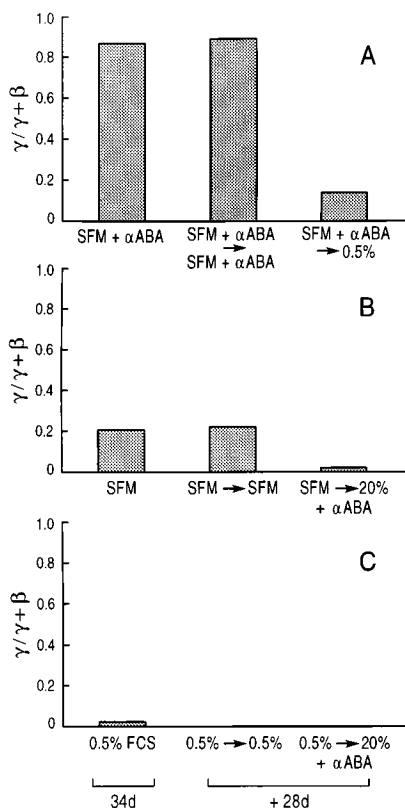 A
γ/γ+β
1.0
0.8
0.6
0.4
0.2
0
SFM + αABA
SFM + αABA
→
SFM + αABA
SFM + αABA
→ 0.5%
B
γ/γ+β
1.0
0.8
0.6
0.4
0.2
0
SFM
SFM → SFM
SFM → 20%
+ αABA
C
γ/γ+β
1.0
0.8
0.6
0.4
0.2
0
0.5% FCS
0.5% → 0.5%
0.5% → 20%
+ αABA
34d
+ 28d